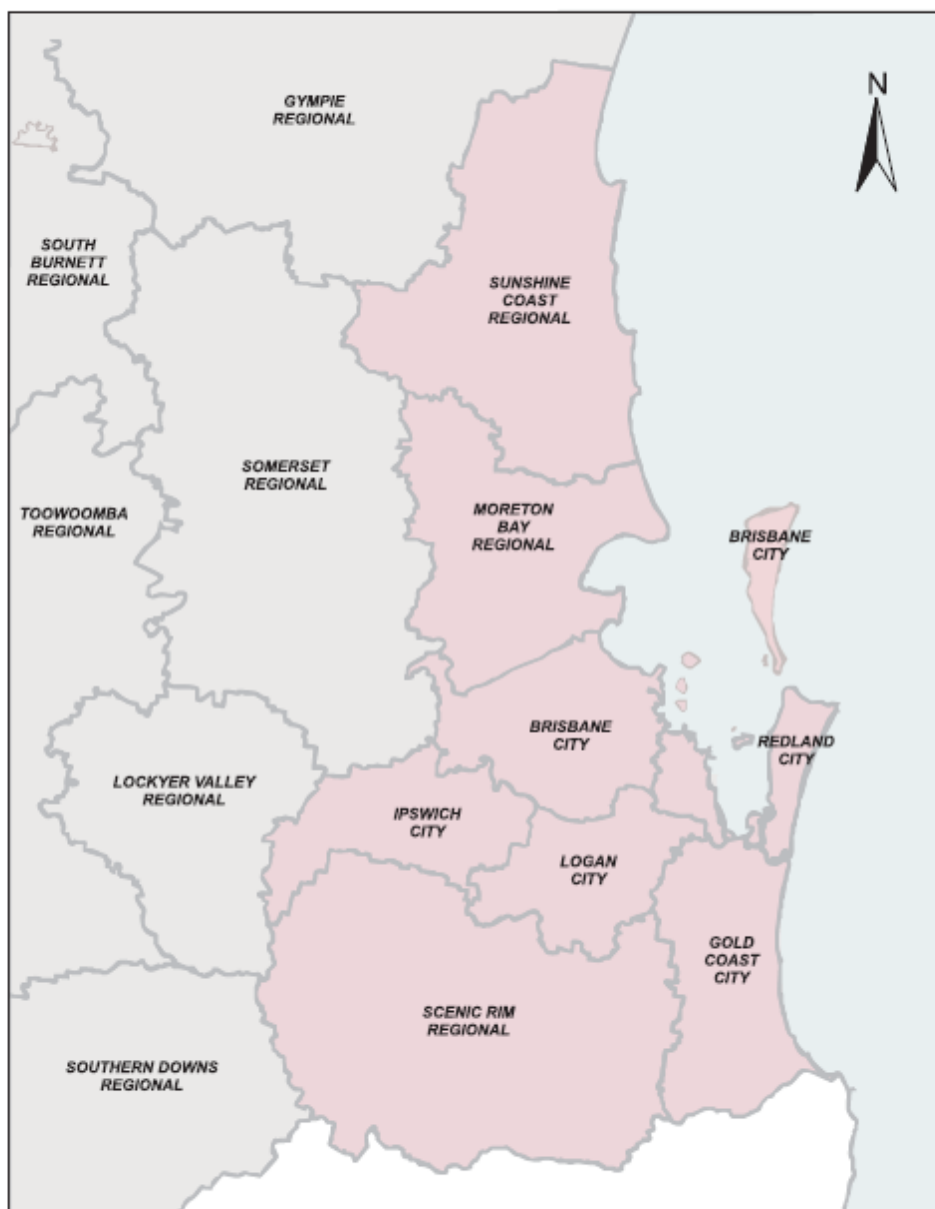 N
GYMPIE
REGIONAL
SOUTH
BURNETT
REGIONAL
SUNSHINE
COAST
REGIONAL
SOMERSET
REGIONAL
TOOWOOMBA
REGIONAL
MORETON
BAY
REGIONAL
BRISBANE
CITY
BRISBANE
CITY
REDLAND
CITY
LOCKYER VALLEY
REGIONAL
IPSWICH
CITY
LOGAN
CITY
GOLD
COAST
CITY
SCENIC RIM
REGIONAL
SOUTHERN DOWNS
REGIONAL